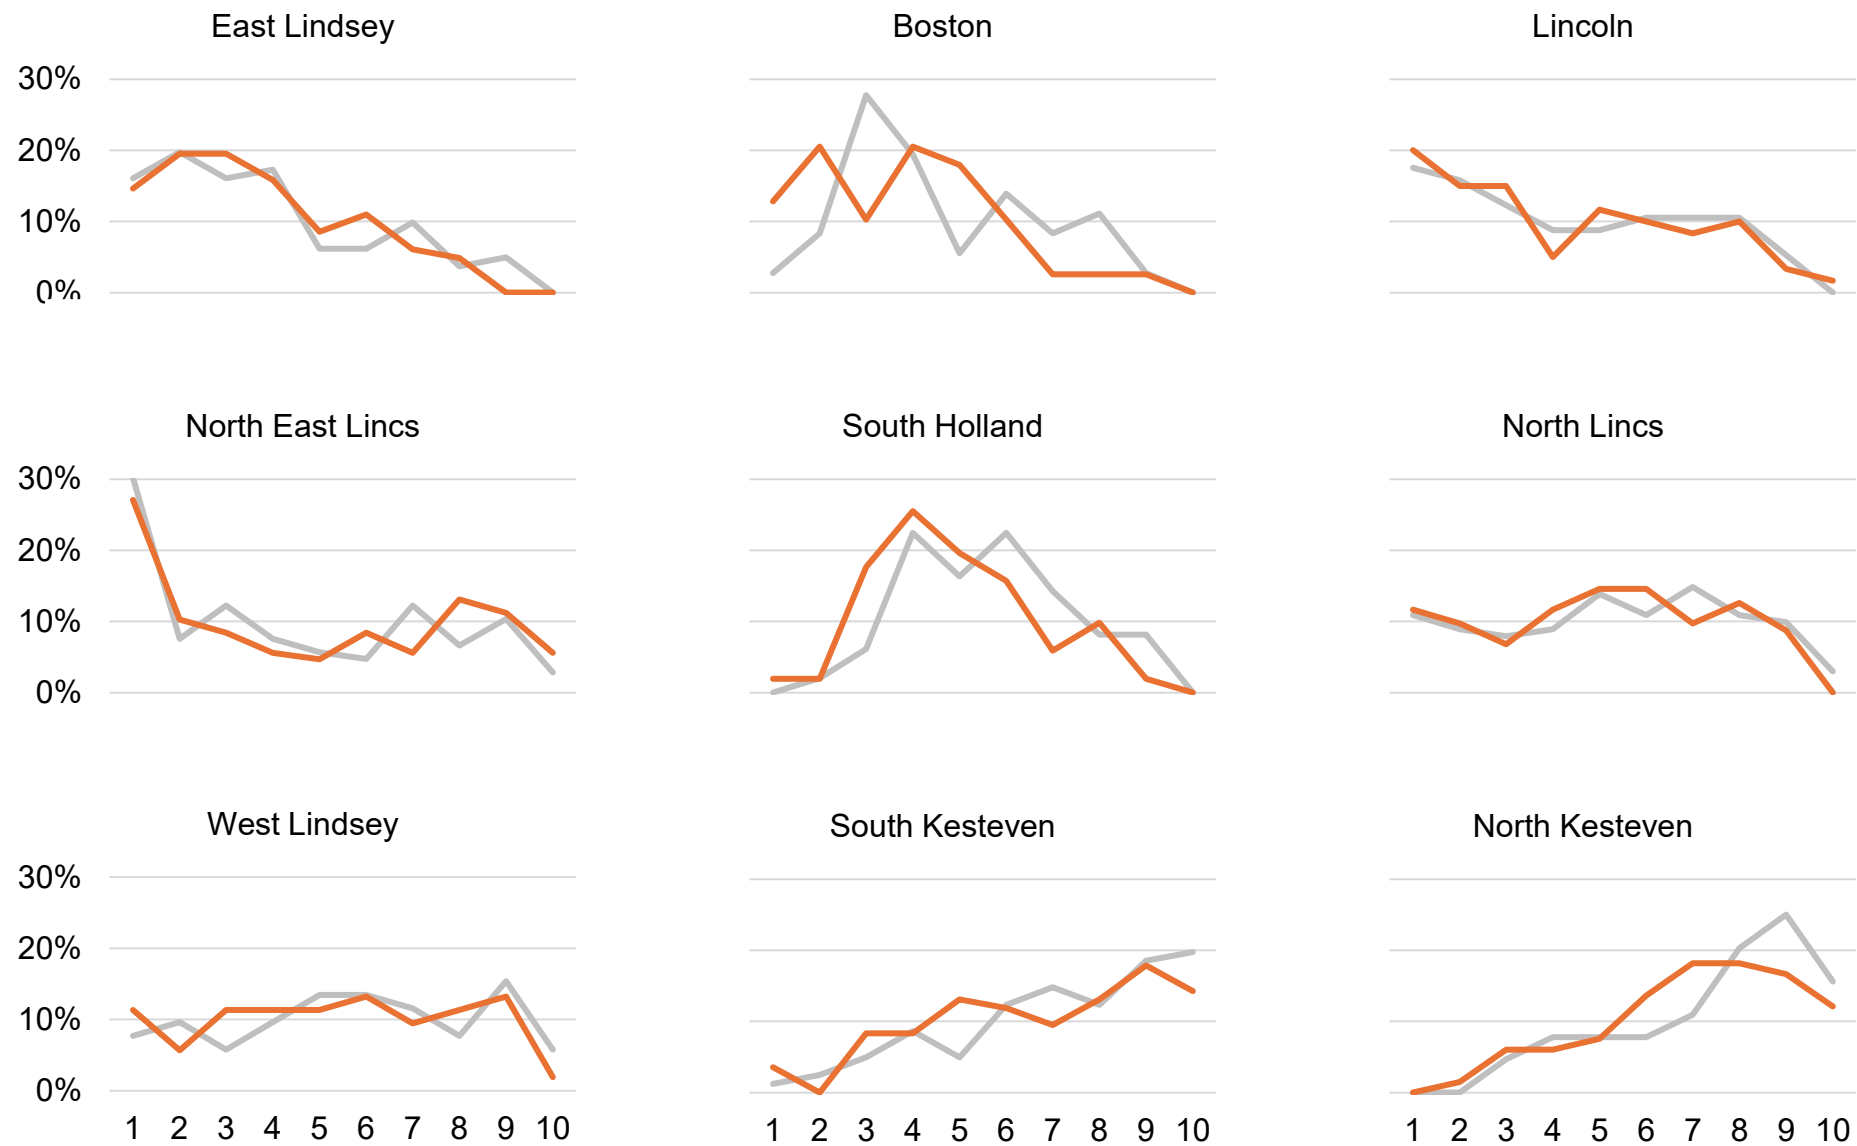 East Lindsey
Boston
Lincoln
30%
20%
10%
0%
North East Lincs
South Holland
North Lincs
30%
20%
10%
0%
West Lindsey
South Kesteven
North Kesteven
30%
20%
10%
0%
1 2 3 4 5 6 7 8 9 10
1 2 3 4 5 6 7 8 9 10
1 2 3 4 5 6 7 8 9 10